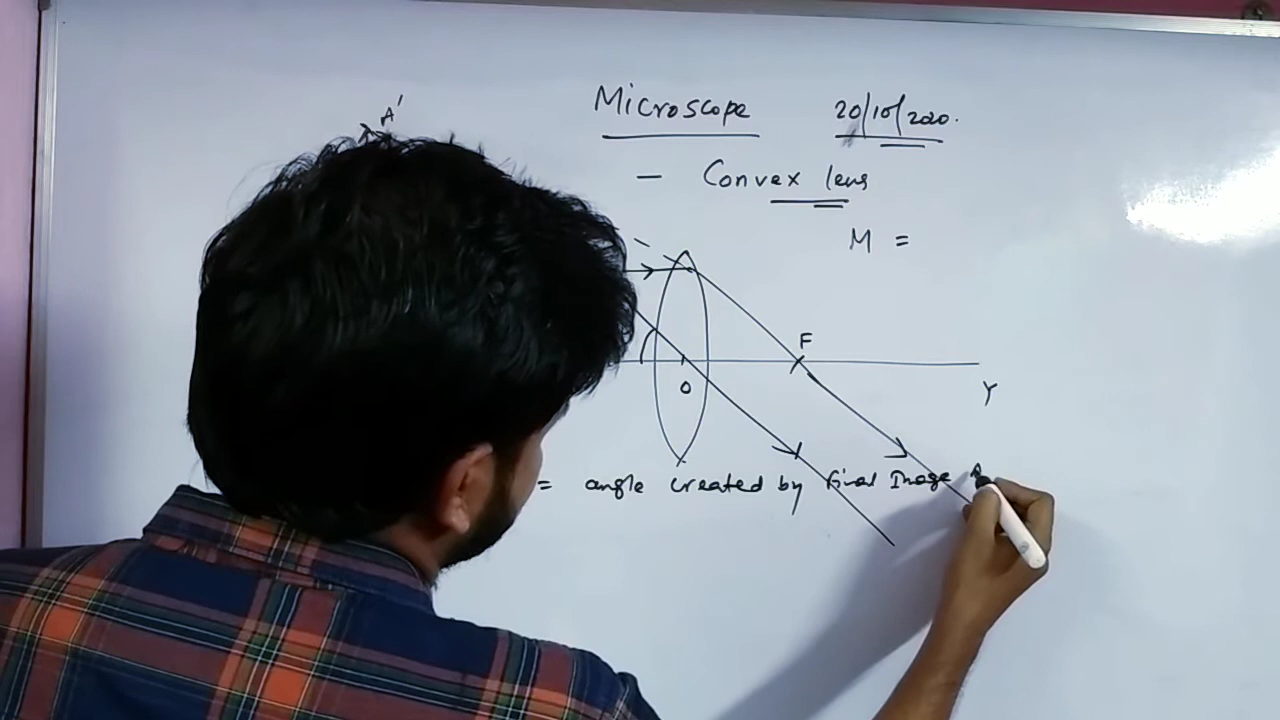 Microscope 20/10/2020.
A'
- Convex lens
M =
F
O
Y
= angle created by final Image